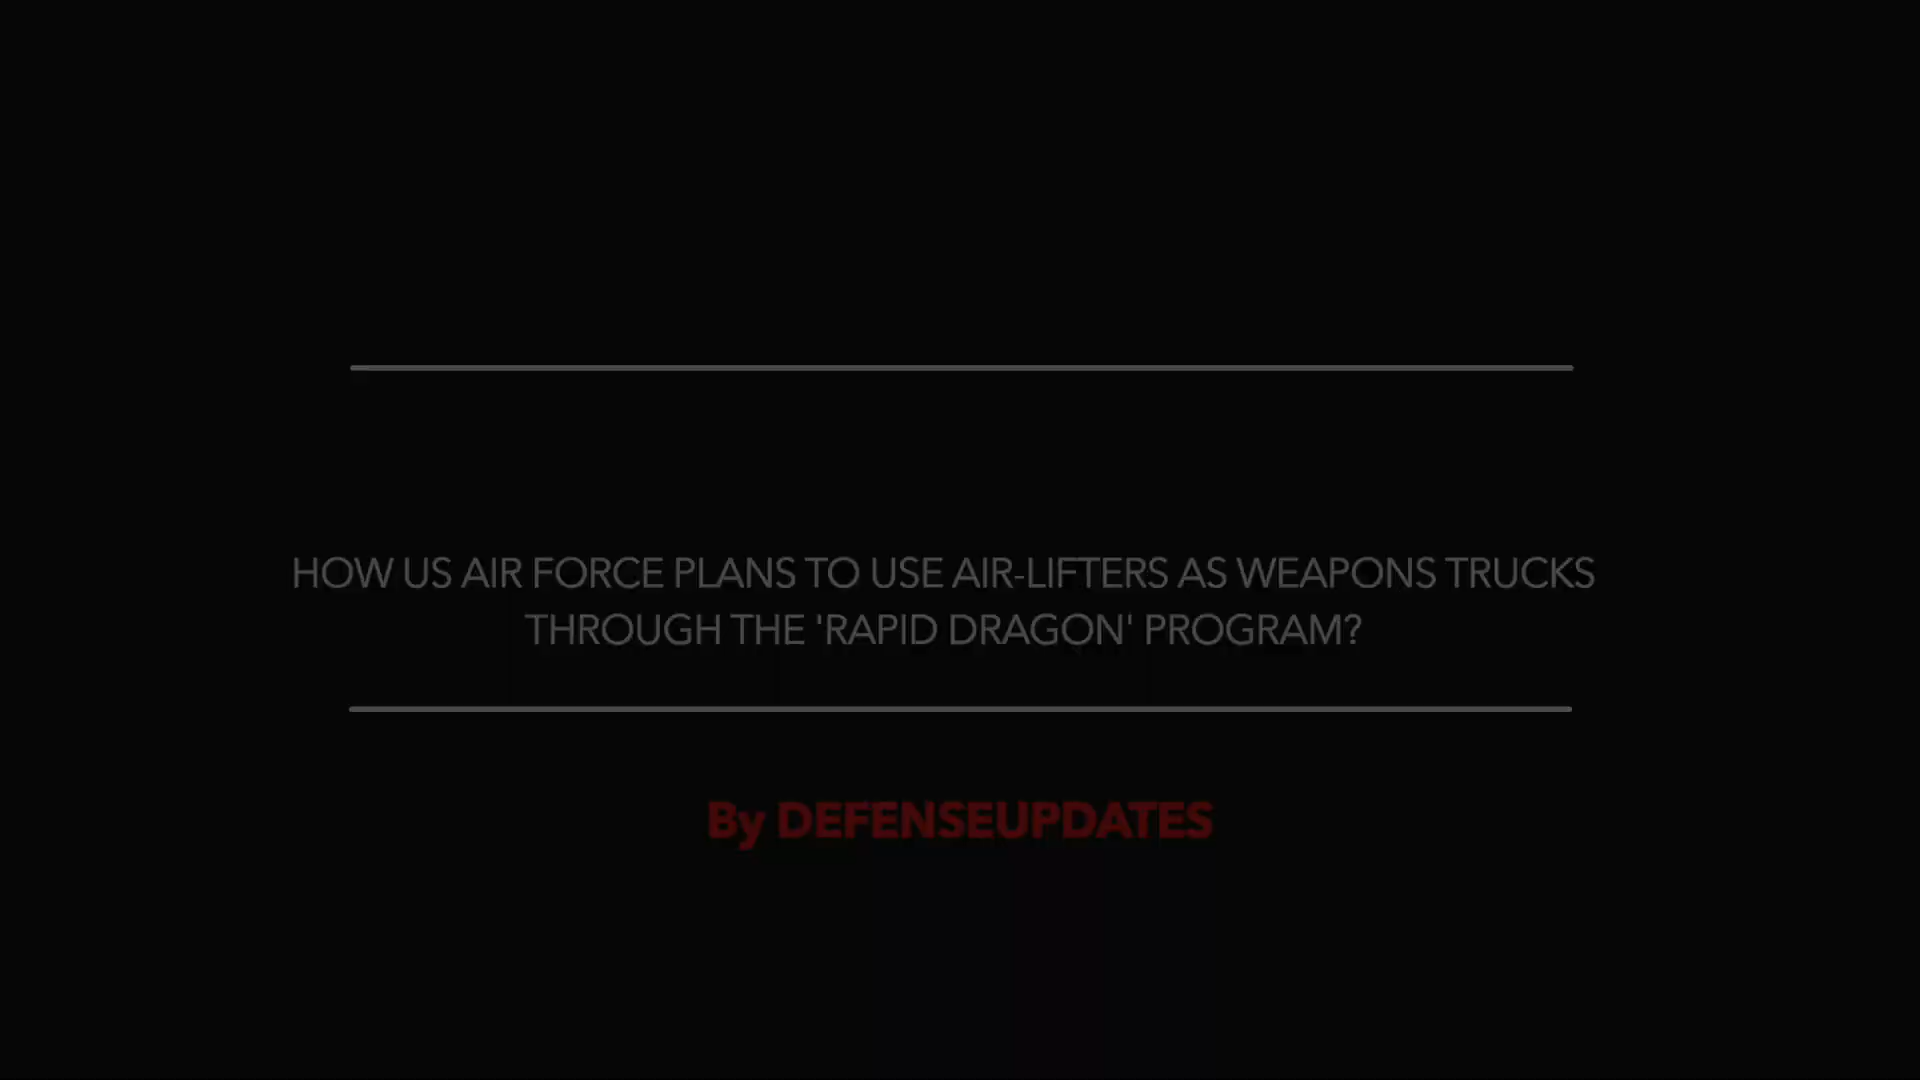 HOW US AIR FORCE PLANS TO USE AIR-LIFTERS AS WEAPONS TRUCKS
THROUGH THE 'RAPID DRAGON' PROGRAM?
By DEFENSEUPDATES